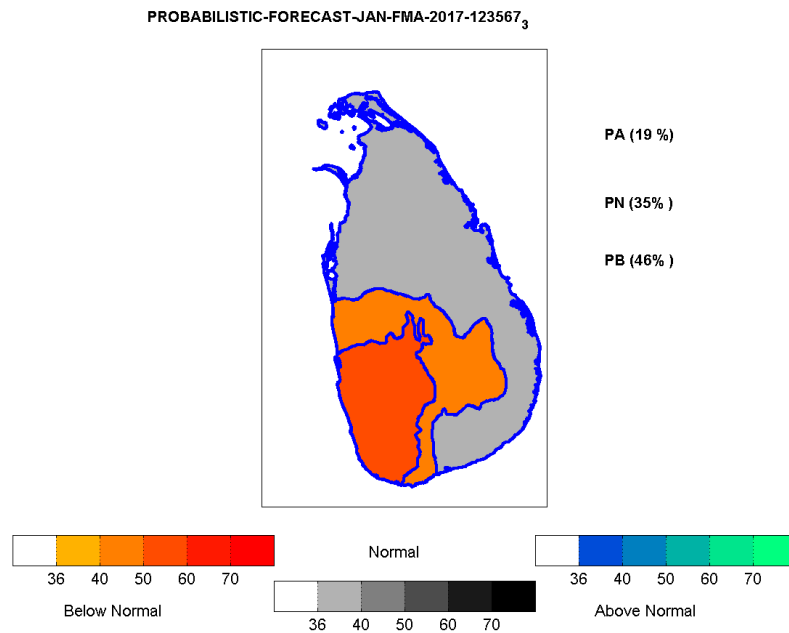 PROBABILISTIC-FORECAST-JAN-FMA-2017-123567₃
PA (19 %)
PN (35% )
PB (46% )
36 40 50 60 70
Below Normal
Normal
36 40 50 60 70
36 40 50 60 70
Above Normal